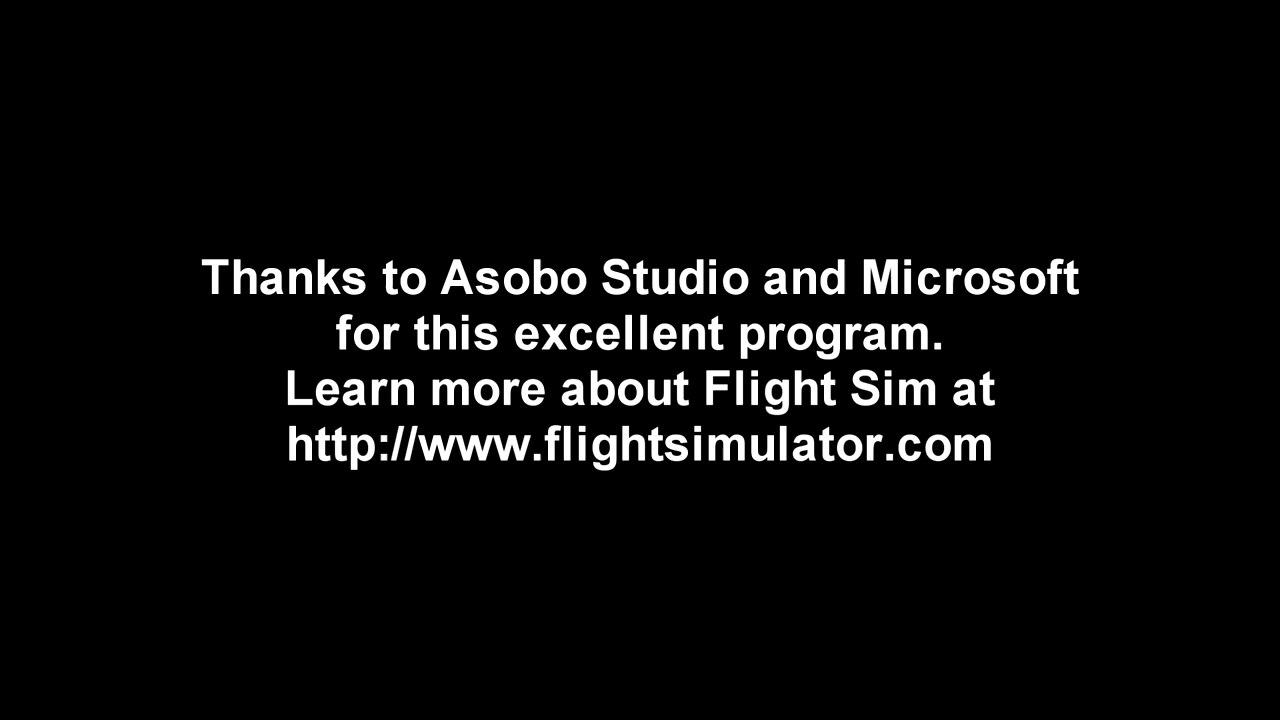 Thanks to Asobo Studio and Microsoft
for this excellent program.
Learn more about Flight Sim at
http://www.flightsimulator.com